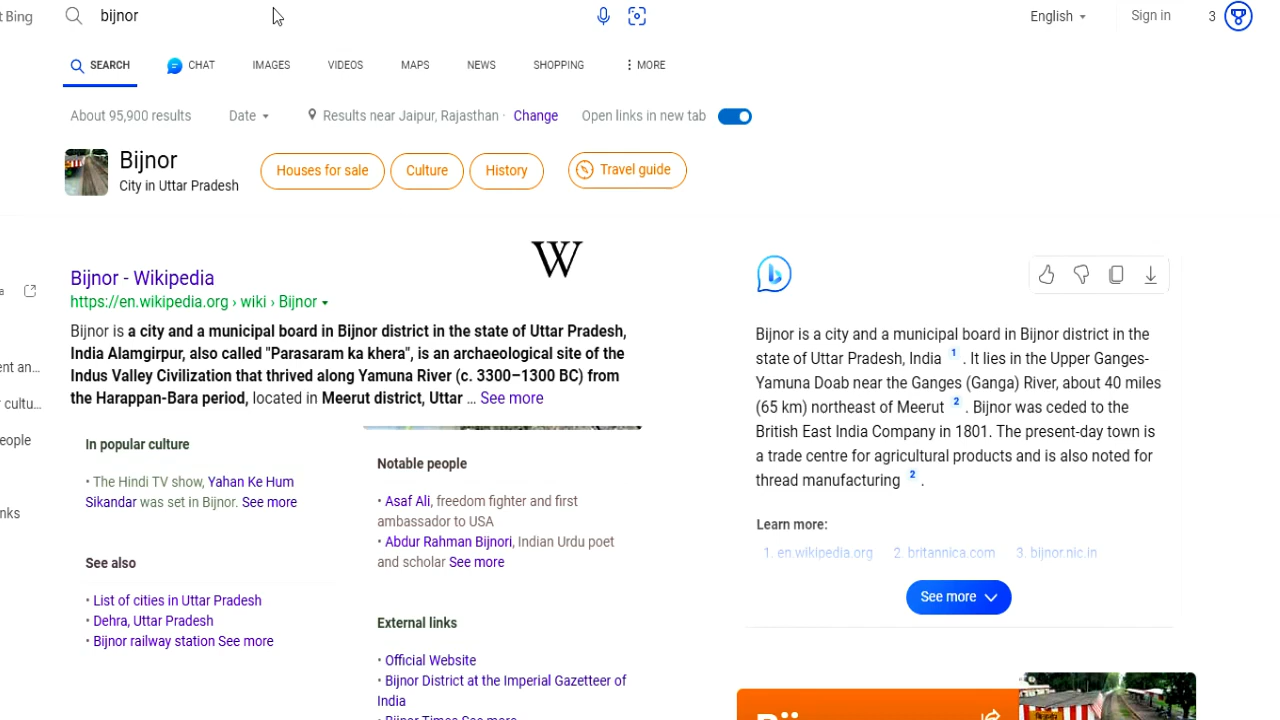 t Bing
bijnor
English
Sign in
3
SEARCH
CHAT
IMAGES
VIDEOS
MAPS
NEWS
SHOPPING
MORE
About 95,900 results
Date
Results near Jaipur, Rajasthan ·
Change
Open links in new tab
Bijnor
City in Uttar Pradesh
Houses for sale
Culture
History
Travel guide
W
Bijnor - Wikipedia
https://en.wikipedia.org › wiki › Bijnor
Bijnor is a city and a municipal board in Bijnor district in the state of Uttar Pradesh,
India Alamgirpur, also called "Parasaram ka khera", is an archaeological site of the
Indus Valley Civilization that thrived along Yamuna River (c. 3300–1300 BC) from
the Harappan-Bara period, located in Meerut district, Uttar ... See more
In popular culture
• The Hindi TV show, Yahan Ke Hum
Sikandar was set in Bijnor. See more
See also
• List of cities in Uttar Pradesh
• Dehra, Uttar Pradesh
• Bijnor railway station See more
Notable people
• Asaf Ali, freedom fighter and first
ambassador to USA
• Abdur Rahman Bijnori, Indian Urdu poet
and scholar See more
External links
• Official Website
• Bijnor District at the Imperial Gazetteer of
India
• Bijnor Times See more
b
Bijnor is a city and a municipal board in Bijnor district in the
state of Uttar Pradesh, India 1 . It lies in the Upper Ganges-
Yamuna Doab near the Ganges (Ganga) River, about 40 miles
(65 km) northeast of Meerut 2 . Bijnor was ceded to the
British East India Company in 1801. The present-day town is
a trade centre for agricultural products and is also noted for
thread manufacturing 2 .
Learn more:
1. en.wikipedia.org
2. britannica.com
3. bijnor.nic.in
See more
ent an...
r cultu...
eople
nks